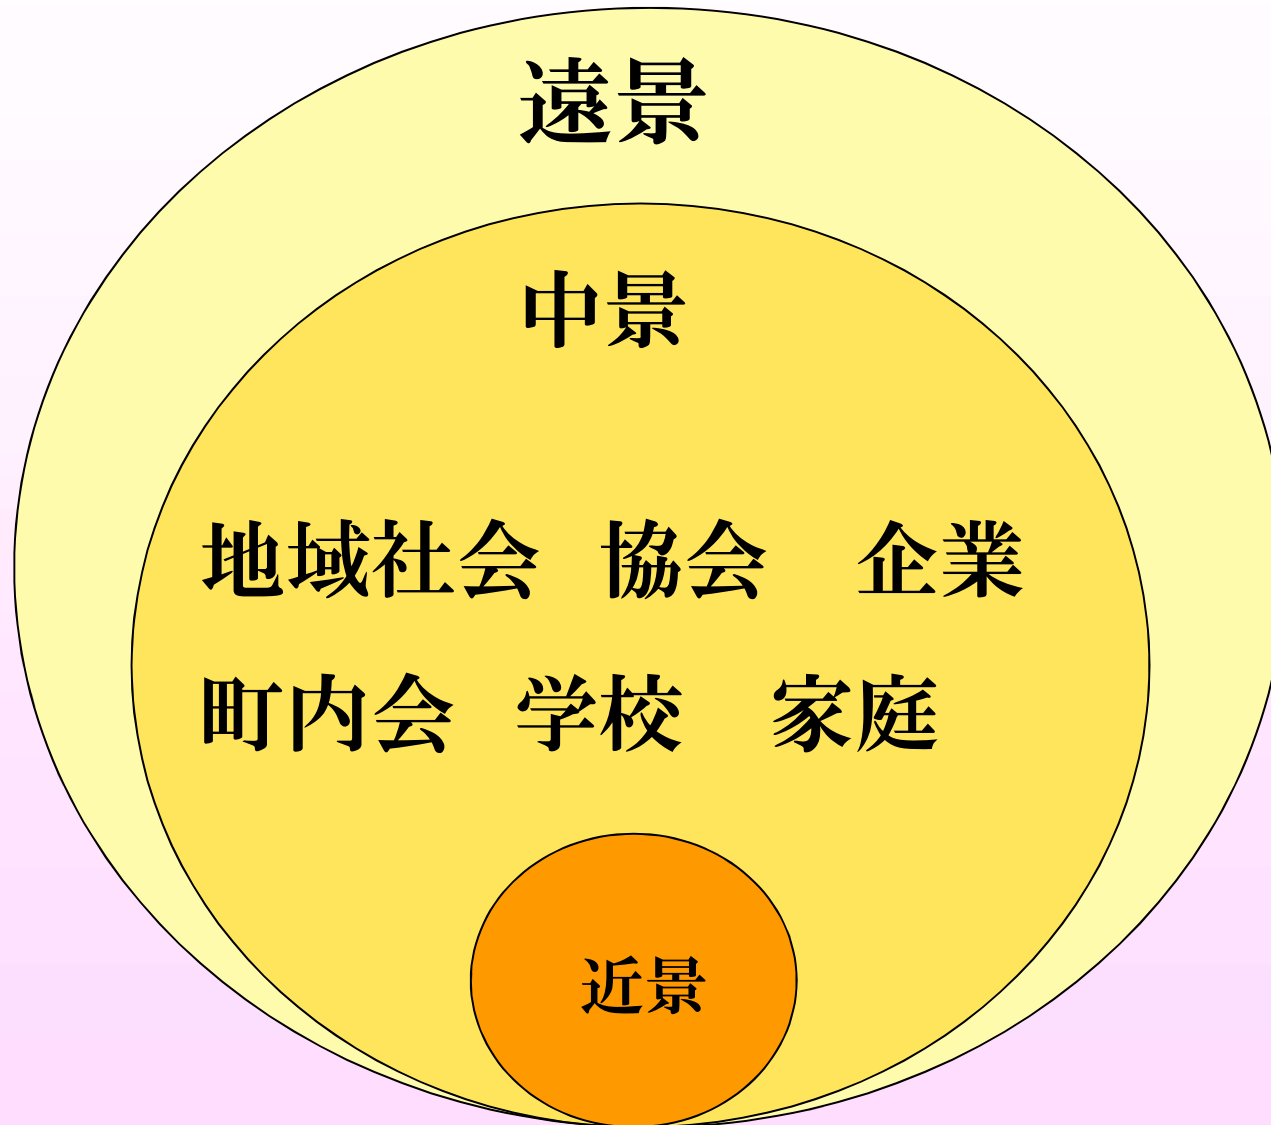 遠景
中景
地域社会 協会 企業
町内会 学校 家庭
近景